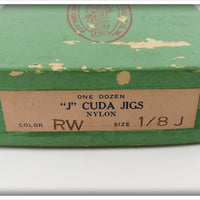 ONE DOZEN
"J" CUDA JIGS
NYLON
COLOR RW SIZE 1/8 J